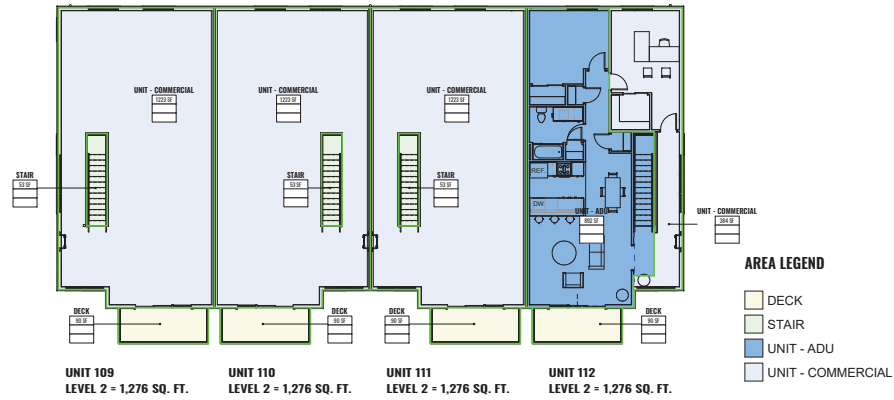 UNIT - COMMERCIAL
1223 SF
UNIT - COMMERCIAL
1223 SF
UNIT - COMMERCIAL
1223 SF
STAIR
53 SF
STAIR
53 SF
STAIR
53 SF
REF.
DW
UNIT - ADU
892 SF
UNIT - COMMERCIAL
384 SF
DECK
90 SF
DECK
90 SF
DECK
90 SF
DECK
90 SF
AREA LEGEND
DECK
STAIR
UNIT - ADU
UNIT - COMMERCIAL
UNIT 109
LEVEL 2 = 1,276 SQ. FT.
UNIT 110
LEVEL 2 = 1,276 SQ. FT.
UNIT 111
LEVEL 2 = 1,276 SQ. FT.
UNIT 112
LEVEL 2 = 1,276 SQ. FT.